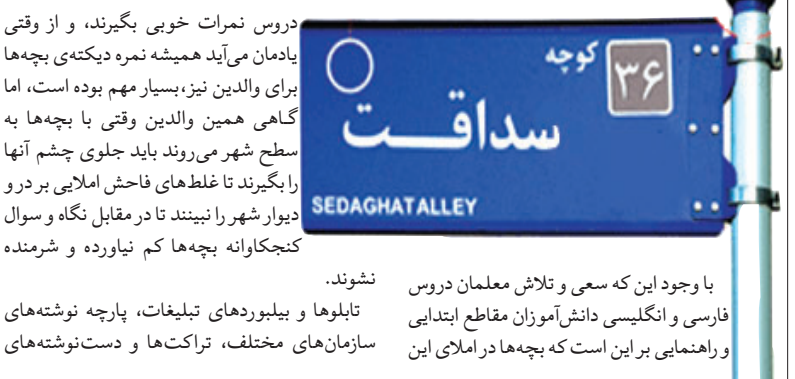 کوچه
۳۶
سداقـــت
SEDAGHATALLEY
با وجود این که سعی و تلاش معلمان دروس
فارسی و انگلیسی دانش‌آموزان مقاطع ابتدایی
و راهنمایی بر این است که بچه‌ها در املای این
دروس نمرات خوبی بگیرند، و از وقتی
یادمان می‌آید همیشه نمره دیکته‌ی بچه‌ها
برای والدین نیز،بسیار مهم بوده است، اما
گـاهی همین والدین وقتی با بچه‌ها به
سطح شهر می‌روند باید جلوی چشم آنها
را بگیرند تا غلط‌های فاحش املایی بر در و
دیوار شهر را نبینند تا در مقابل نگاه و سوال
کنجکاوانه بچه‌ها کم نیاورده و شرمنده
نشوند.
تابلوها و بیلبوردهای تبلیغات، پارچه نوشته‌های
سازمان‌های مختلف، تراکت‌ها و دست‌نوشته‌های